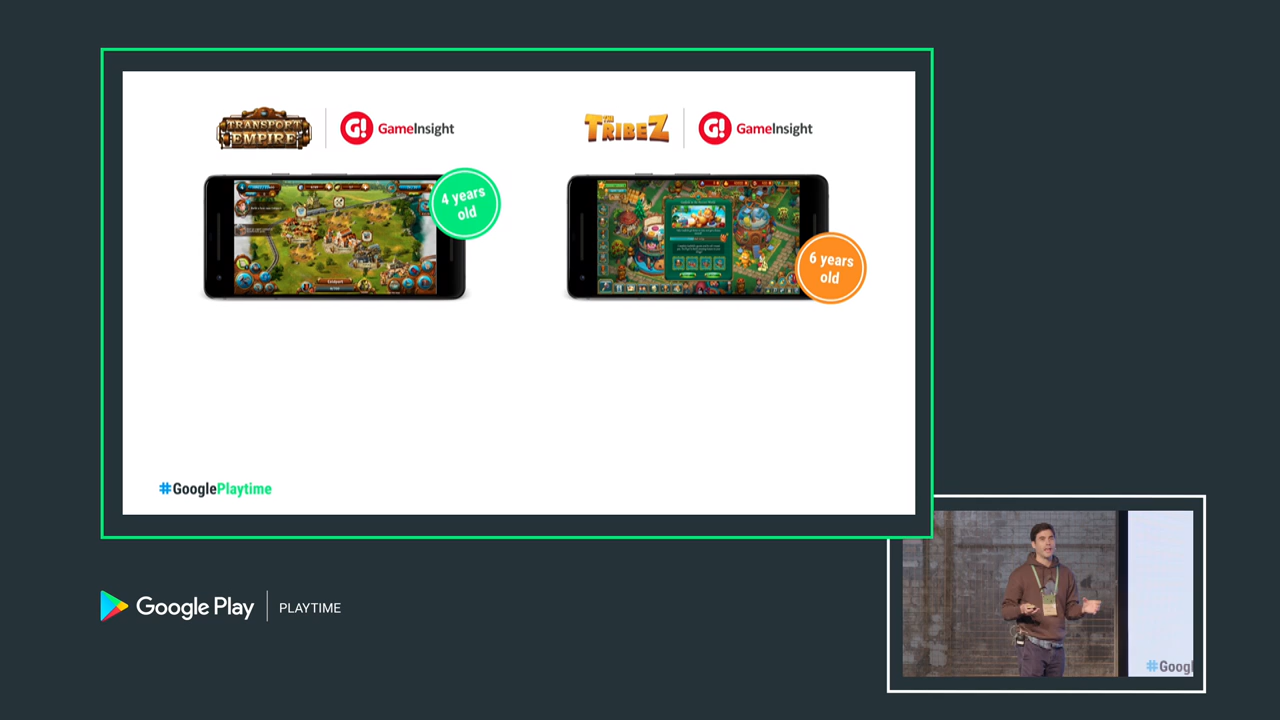 TRANSPORT
EMPIRE
G! GameInsight
THE
TRIBEZ
G! GameInsight
4 years
old
6 years
old
#GooglePlaytime
Google Play
PLAYTIME
#Googl